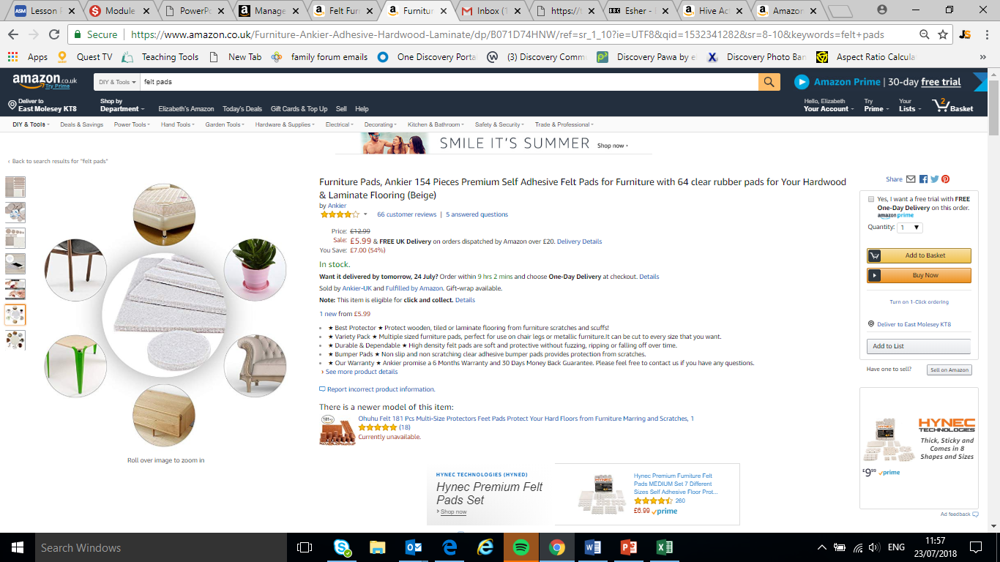 Lesson
Module
PowerPo
Manage
Felt Fur
Furnitur
Inbox (1
https://
Esher -
Hive Ac
Amazor
Secure
https://www.amazon.co.uk/Furniture-Ankier-Adhesive-Hardwood-Laminate/dp/B071D74HNW/ref=sr_1_10?ie=UTF8&qid=1532341282&sr=8-10&keywords=felt+pads
Apps
Quest TV
Teaching Tools
New Tab
family forum emails
One Discovery Porta
(3) Discovery Comm
Discovery Pawa by e
Discovery Photo Ban
Aspect Ratio Calcula
amazon.co.uk
Try Prime
DIY & Tools
felt pads
Amazon Prime | 30-day free trial
Deliver to
East Molesey KT8
Shop by
Department
Elizabeth's Amazon
Today's Deals
Gift Cards & Top Up
Sell
Help
Hello, Elizabeth
Your Account
Try
Prime
Your
Lists
2
Basket
DIY & Tools
Deals & Savings
Power Tools
Hand Tools
Garden Tools
Hardware & Supplies
Electrical
Decorating
Kitchen & Bathroom
Safety & Security
Trade & Professional
SMILE IT'S SUMMER
Shop now ›
‹ Back to search results for "felt pads"
Furniture Pads, Ankier 154 Pieces Premium Self Adhesive Felt Pads for Furniture with 64 clear rubber pads for Your Hardwood
& Laminate Flooring (Beige)
by Ankier
66 customer reviews | 5 answered questions
Price: £12.99
Sale: £5.99 & FREE UK Delivery on orders dispatched by Amazon over £20. Delivery Details
You Save: £7.00 (54%)
In stock.
Want it delivered by tomorrow, 24 July? Order within 9 hrs 2 mins and choose One-Day Delivery at checkout. Details
Sold by Ankier-UK and Fulfilled by Amazon. Gift-wrap available.
Note: This item is eligible for click and collect. Details
1 new from £5.99
★ Best Protector ★ Protect wooden, tiled or laminate flooring from furniture scratches and scuffs!
★ Variety Pack ★ Multiple sized furniture pads, perfect for use on chair legs or metallic furniture.It can be cut to every size that you want.
★ Durable & Dependable ★ High density felt pads are soft and protective without fuzzing, ripping or falling off over time.
★ Bumper Pads ★ Non slip and non scratching clear adhesive bumper pads provides protection from scratches.
★ Our Warranty ★ Ankier promise a 6 Months Warranty and 30 Days Money Back Guarantee. Please feel free to contact us if you have any questions.
› See more product details
Report incorrect product information.
There is a newer model of this item:
Ohuhu Felt 181 Pcs Multi-Size Protectors Feet Pads Protect Your Hard Floors from Furniture Marring and Scratches, 1
(18)
Currently unavailable.
Roll over image to zoom in
HYNEC TECHNOLOGIES (HYNED)
Hynec Premium Felt
Pads Set
› Shop now
Hynec Premium Furniture Felt
Pads MEDIUM Set 7 Different
Sizes Self Adhesive Floor Prot...
260
£6.99 prime
Share
Yes, I want a free trial with FREE
One-Day Delivery on this order.
amazon prime
Quantity: 1
Add to Basket
Buy Now
Turn on 1-Click ordering
Deliver to East Molesey KT8
Add to List
Have one to sell?
Sell on Amazon
HYNEC
TECHNOLOGIES
Thick, Sticky and
Comes in 8
Shapes and Sizes
£9.99 prime
Ad feedback
Search Windows
ENG
11:57
23/07/2018